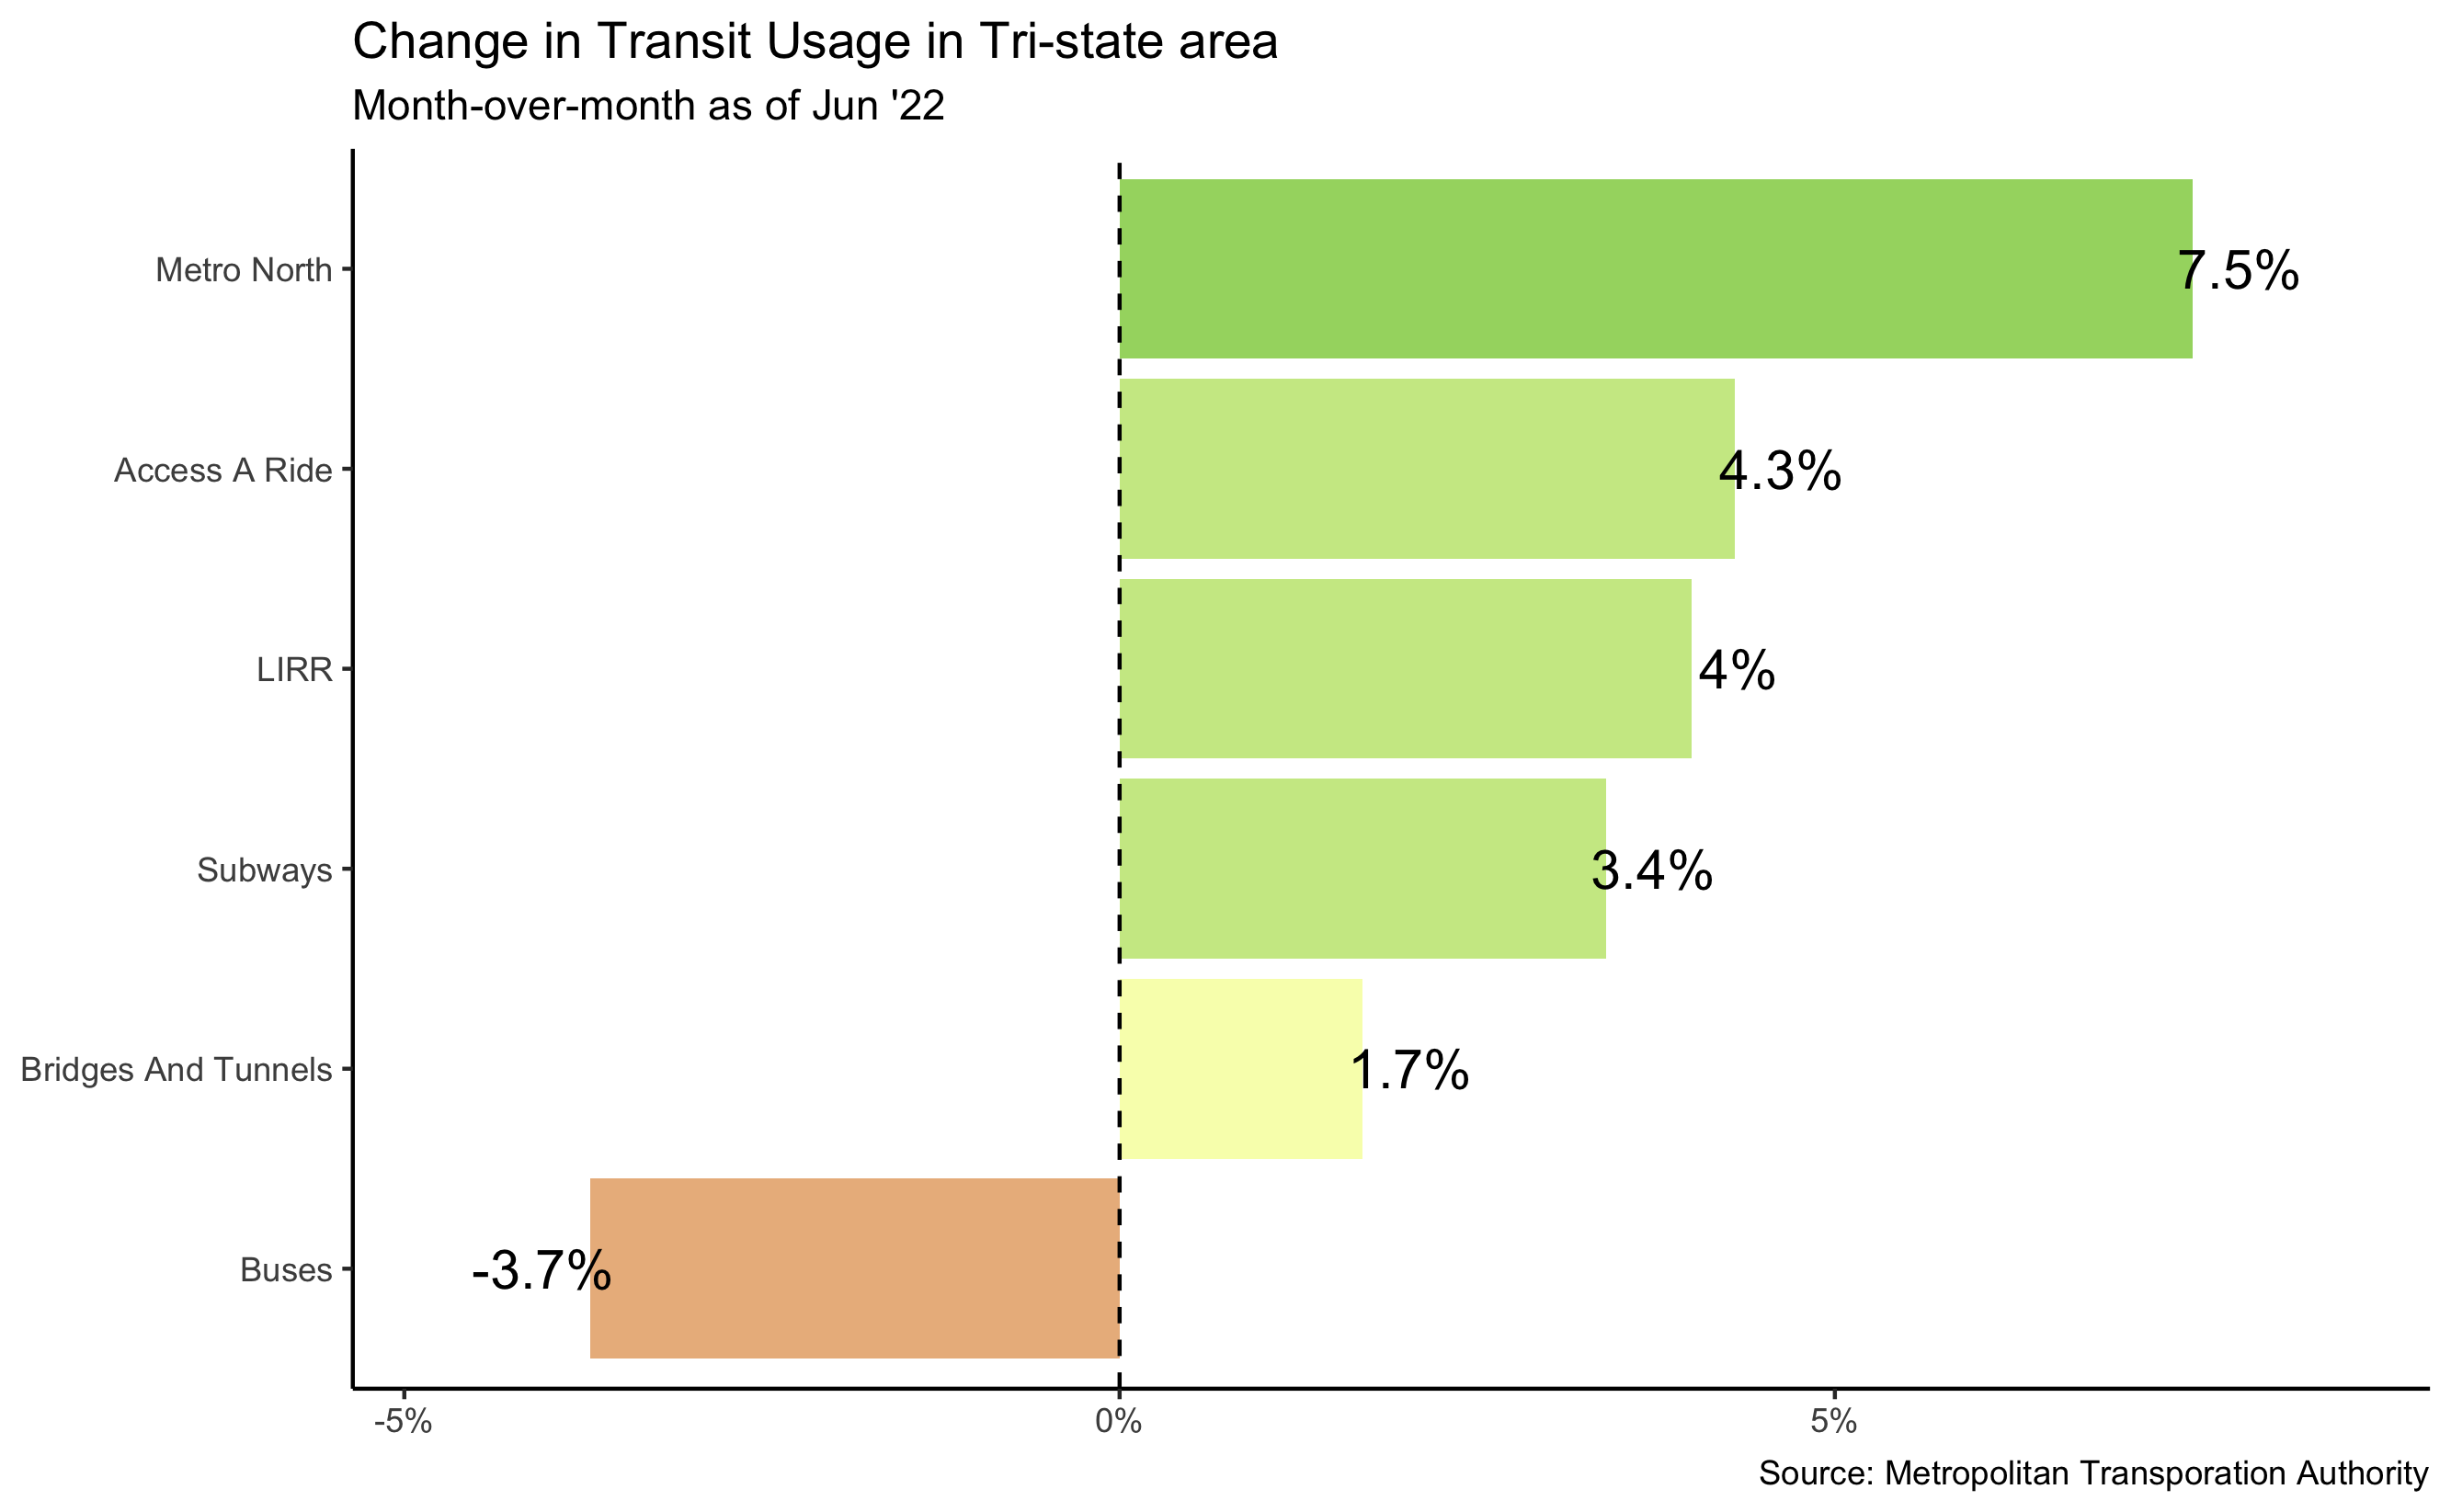 Change in Transit Usage in Tri-state area
Month-over-month as of Jun '22
Metro North
7.5%
Access A Ride
4.3%
LIRR
4%
Subways
3.4%
Bridges And Tunnels
1.7%
Buses
-3.7%
-5%
0%
5%
Source: Metropolitan Transporation Authority